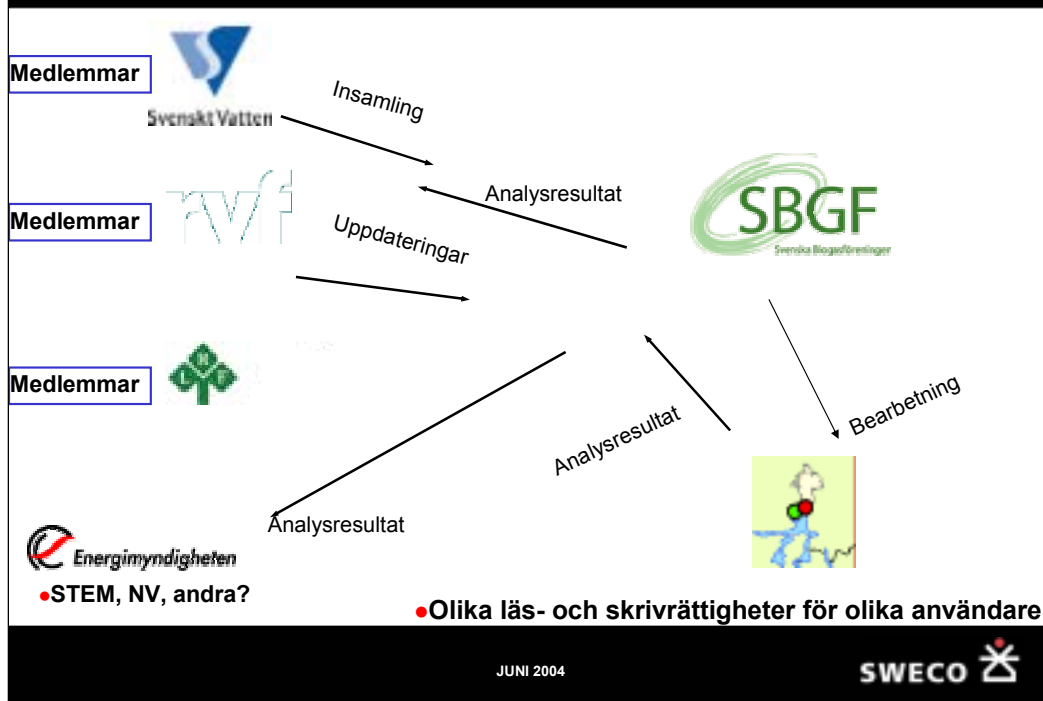 Medlemmar
Svenskt Vatten
Insamling
Medlemmar
rvf
Analysresultat
SBGF
Svenska Biogasföreningen
Uppdateringar
Medlemmar
L R F
Bearbetning
Analysresultat
Analysresultat
Energimyndigheten
•STEM, NV, andra?
•Olika läs- och skrivrättigheter för olika användare
JUNI 2004
SWECO